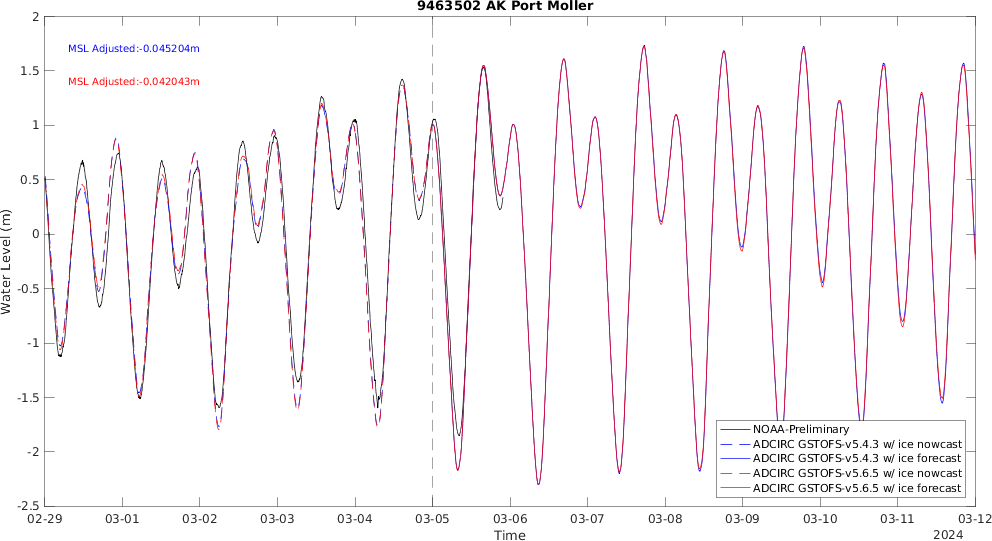 9463502 AK Port Moller
MSL Adjusted:-0.045204m
MSL Adjusted:-0.042043m
2
1.5
1
0.5
0
-0.5
-1
-1.5
-2
-2.5
Water Level (m)
NOAA-Preliminary
ADCIRC GSTOFS-v5.4.3 w/ ice nowcast
ADCIRC GSTOFS-v5.4.3 w/ ice forecast
ADCIRC GSTOFS-v5.6.5 w/ ice nowcast
ADCIRC GSTOFS-v5.6.5 w/ ice forecast
02-29 03-01 03-02 03-03 03-04 03-05 03-06 03-07 03-08 03-09 03-10 03-11 03-12
Time
2024